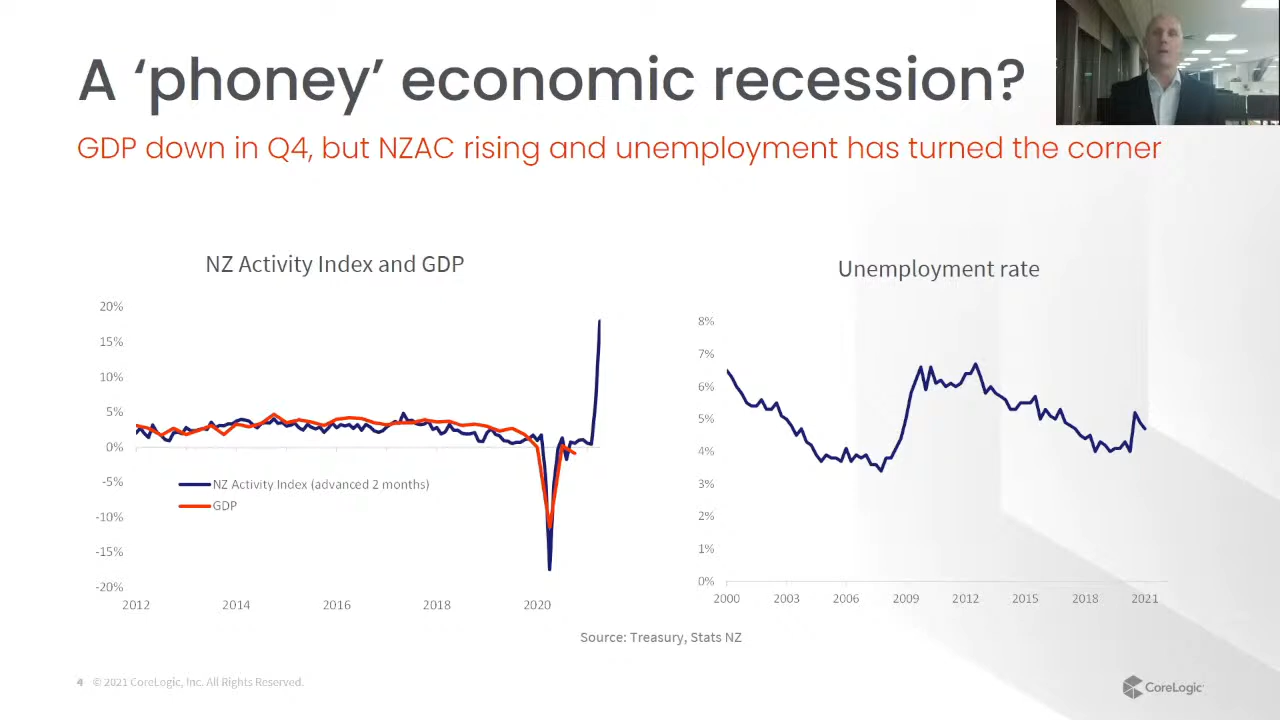 A ‘phoney’ economic recession?
GDP down in Q4, but NZAC rising and unemployment has turned the corner
NZ Activity Index and GDP
20%
15%
10%
5%
0%
-5%
-10%
-15%
-20%
NZ Activity Index (advanced 2 months)
GDP
2012 2014 2016 2018 2020
Unemployment rate
8%
7%
6%
5%
4%
3%
2%
1%
0%
2000 2003 2006 2009 2012 2015 2018 2021
Source: Treasury, Stats NZ
4 © 2021 CoreLogic, Inc. All Rights Reserved.
CoreLogic